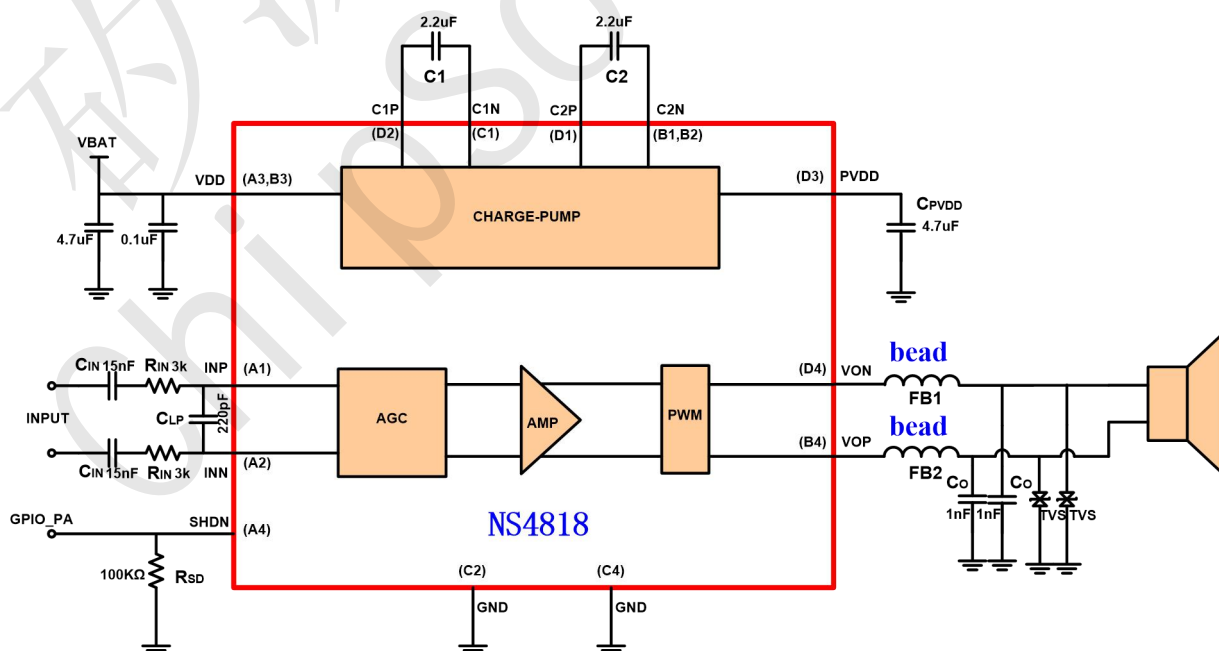 2.2uF
2.2uF
C1
C2
C1P
C1N
C2P
C2N
(D2)
(C1)
(D1)
(B1,B2)
VBAT
VDD
(A3,B3)
(D3)
PVDD
CHARGE-PUMP
CPVDD
4.7uF
4.7uF
0.1uF
CIN 15nF
RIN 3k
INP
(A1)
INPUT
CLP
220pF
AGC
AMP
PWM
(D4)
VON
bead
FB1
CIN 15nF
RIN 3k
INN
(A2)
(B4)
VOP
bead
FB2
CO
CO
1nF
1nF
TVS
TVS
GPIO_PA
SHDN
(A4)
NS4818
100KΩ
RSD
(C2)
(C4)
GND
GND
Chipso